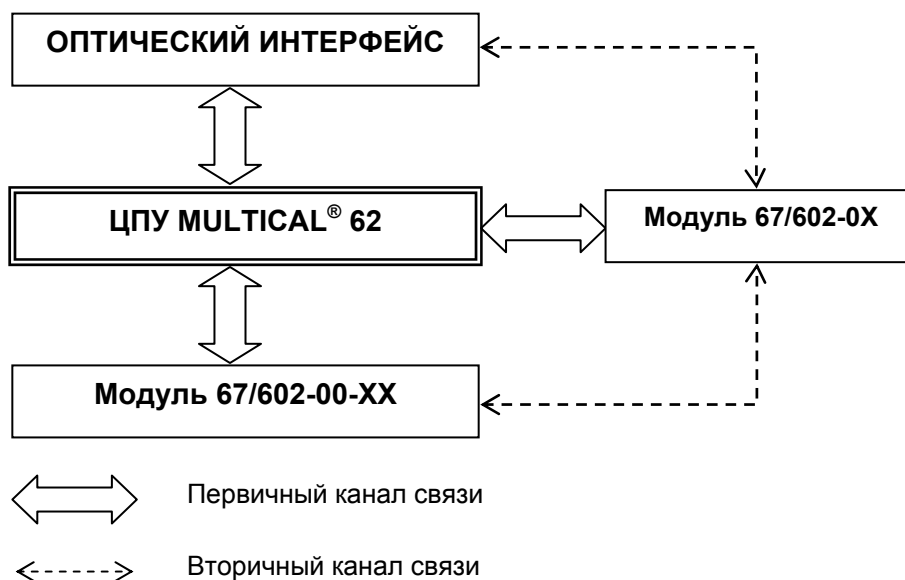 ОПТИЧЕСКИЙ ИНТЕРФЕЙС
ЦПУ MULTICAL® 62
Модуль 67/602-0X
Модуль 67/602-00-XX
Первичный канал связи
Вторичный канал связи